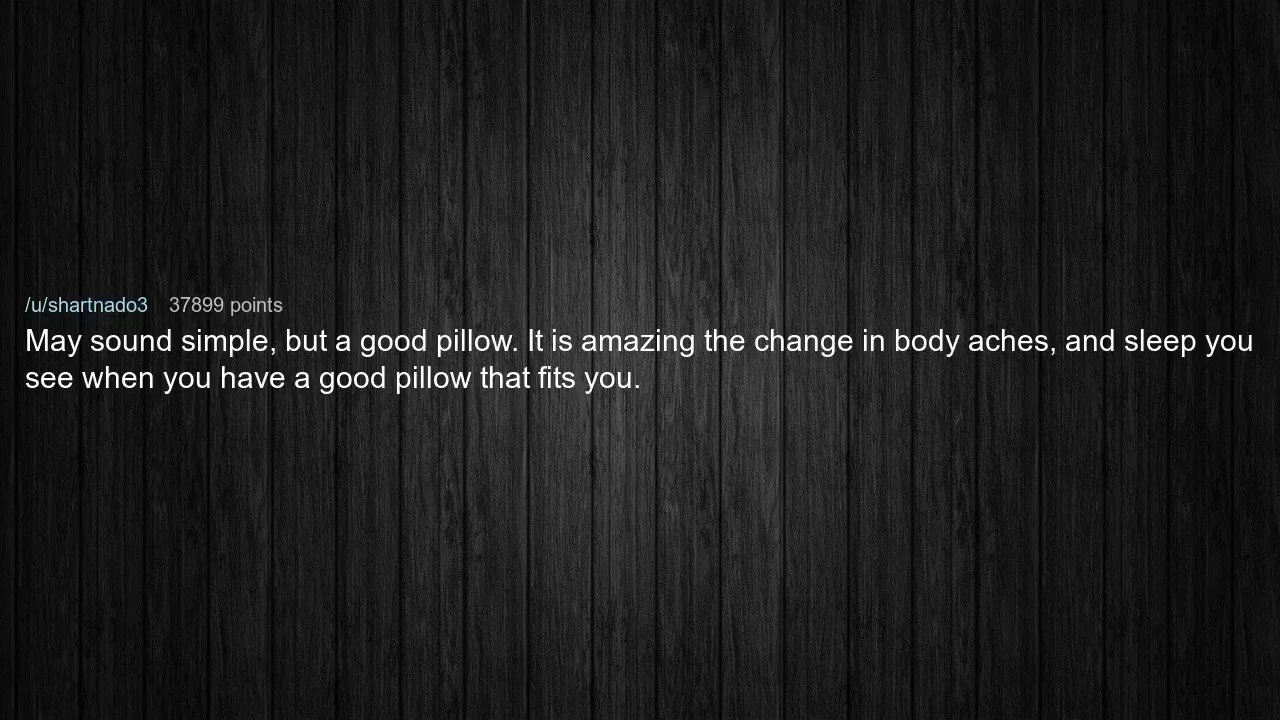 /u/shartnado3 37899 points
May sound simple, but a good pillow. It is amazing the change in body aches, and sleep you
see when you have a good pillow that fits you.